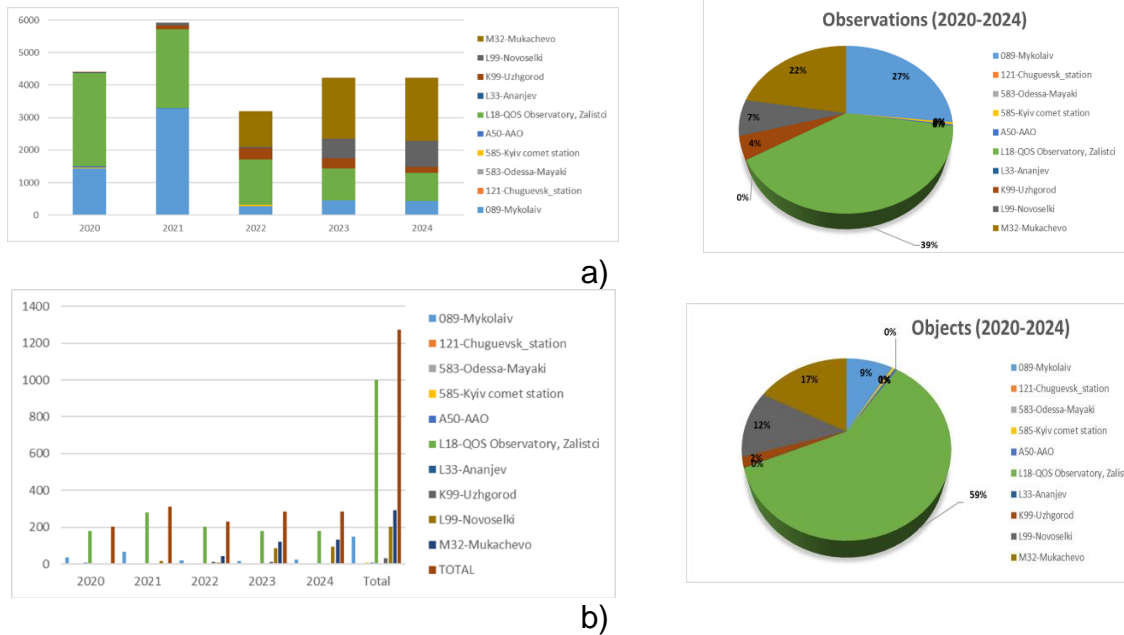 6000
5000
4000
3000
2000
1000
0
2020
2021
2022
2023
2024
M32-Mukachevo
L99-Novoselki
K99-Uzhgorod
L33-Ananjev
L18-QOS Observatory, Zalistci
A50-AAO
585-Kyiv comet station
583-Odessa-Mayaki
121-Chuguevsk_station
089-Mykolaiv
Observations (2020-2024)
27%
22%
7%
4%
0%
39%
089-Mykolaiv
121-Chuguevsk_station
583-Odessa-Mayaki
585-Kyiv comet station
A50-AAO
L18-QOS Observatory, Zalistci
L33-Ananjev
K99-Uzhgorod
L99-Novoselki
M32-Mukachevo
a)
1400
1200
1000
800
600
400
200
0
2020
2021
2022
2023
2024
Total
089-Mykolaiv
121-Chuguevsk_station
583-Odessa-Mayaki
585-Kyiv comet station
A50-AAO
L18-QOS Observatory, Zalistci
L33-Ananjev
K99-Uzhgorod
L99-Novoselki
M32-Mukachevo
TOTAL
Objects (2020-2024)
0%
9%
17%
12%
2%
0%
59%
089-Mykolaiv
121-Chuguevsk_station
583-Odessa-Mayaki
585-Kyiv comet station
A50-AAO
L18-QOS Observatory, Zalis
L33-Ananjev
K99-Uzhgorod
L99-Novoselki
M32-Mukachevo
b)